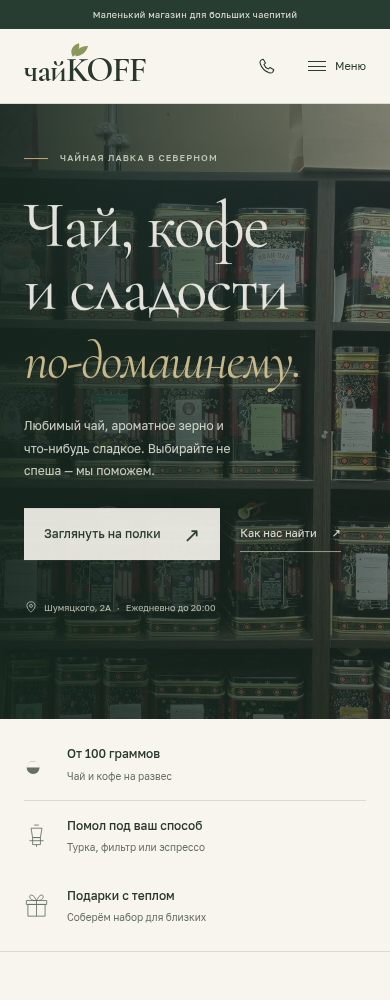 Маленький магазин для больших чаепитий
чайKOFF
Меню
ЧАЙНАЯ ЛАВКА В СЕВЕРНОМ
Чай, кофе
и сладости
по-домашнему.
Любимый чай, ароматное зерно и
что-нибудь сладкое. Выбирайте не
спеша — мы поможем.
Заглянуть на полки ↗
Как нас найти ↗
Шумяцкого, 2А · Ежедневно до 20:00
От 100 граммов
Чай и кофе на развес
Помол под ваш способ
Турка, фильтр или эспрессо
Подарки с теплом
Соберём набор для близких